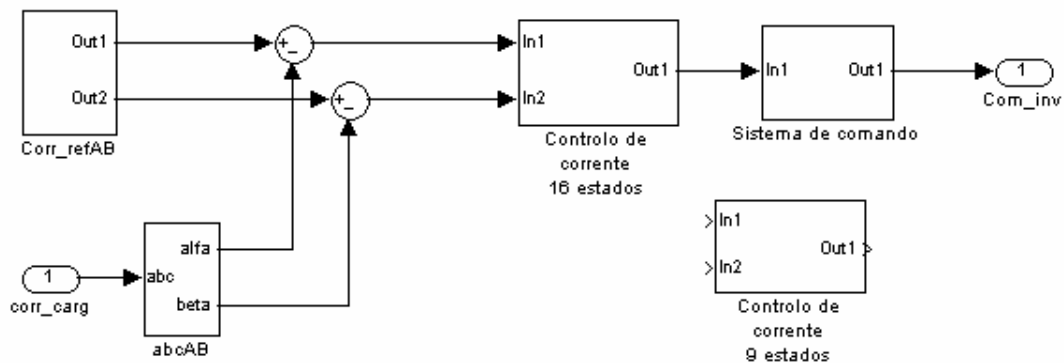 Out1
Out2
Corr_refAB
+
–
+
–
In1
In2
Out1
Controlo de
corrente
16 estados
In1
Out1
Sistema de comando
1
Com_inv
1
corr_carg
abc
alfa
beta
abcAB
In1
In2
Out1
Controlo de
corrente
9 estados